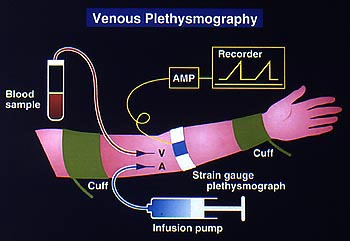 Venous Plethysmography
Blood
sample
Recorder
AMP
V
A
Cuff
Cuff
Strain gauge
plethysmograph
Infusion pump